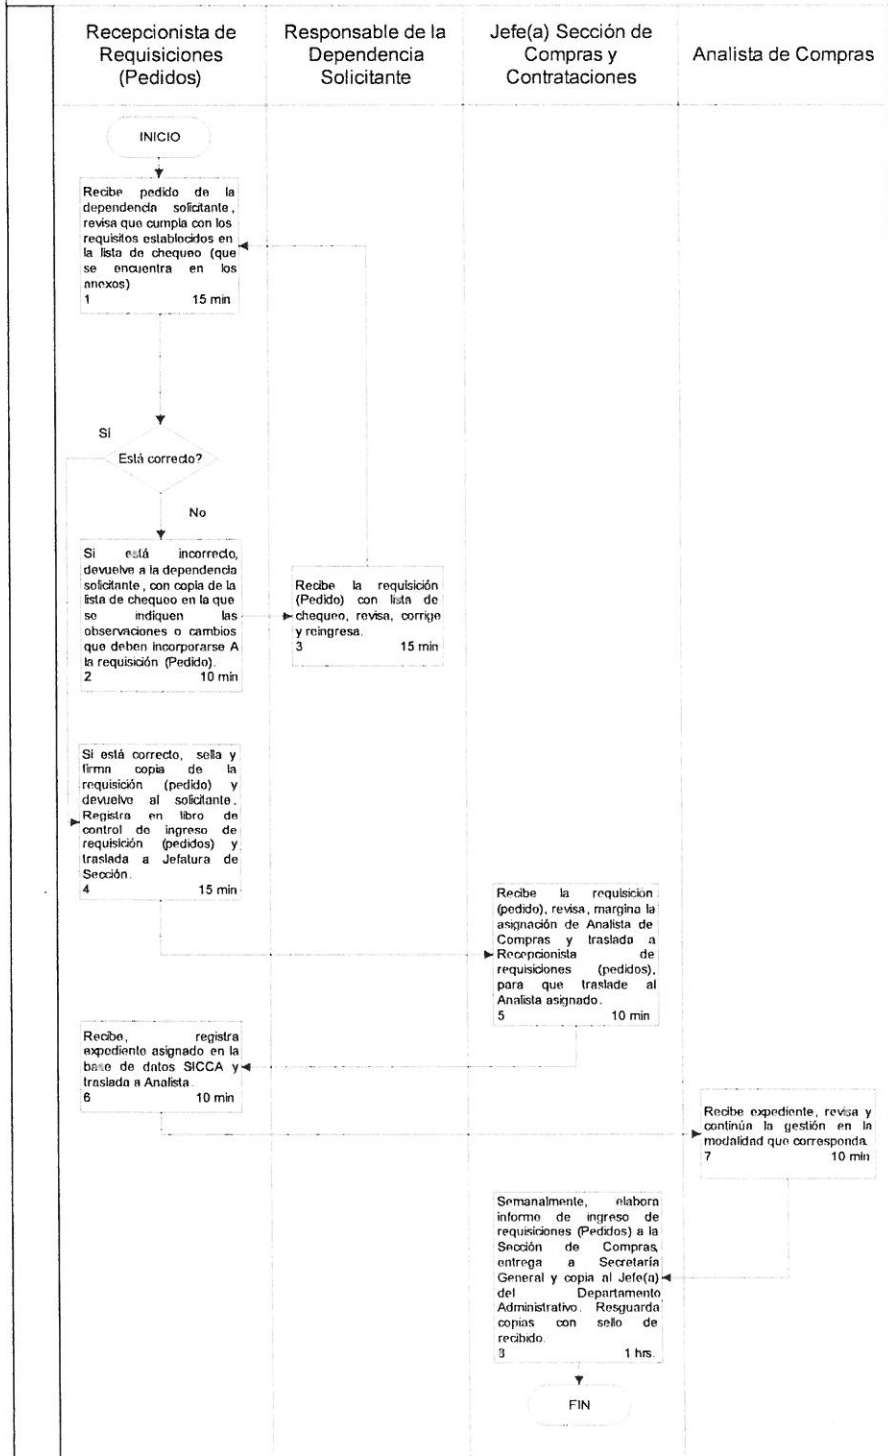 Recepcionista de
Requisiciones
(Pedidos)
Responsable de la
Dependencia
Solicitante
Jefe(a) Sección de
Compras y
Contrataciones
Analista de Compras
INICIO
Recibe pedido de la
dependencia solicitante,
revisa que cumpla con los
requisitos establecidos en
la lista de chequeo (que
se encuentra en los
anexos)
1 15 min
Sí
Está correcto?
No
Si está incorrecto,
devuelve a la dependencia
solicitante, con copia de la
lista de chequeo en la que
se indiquen las
observaciones o cambios
que deben incorporarse A
la requisición (Pedido).
2 10 min
Recibe la requisición
(Pedido) con lista de
chequeo, revisa, corrige
y reingresa.
3 15 min
Si está correcto, sella y
firma copia de la
requisición (pedido) y
devuelve al solicitante.
Registra en libro de
control de ingreso de
requisición (pedidos) y
traslada a Jefatura de
Sección.
4 15 min
Recibe la requisición
(pedido), revisa, margina la
asignación de Analista de
Compras y traslada a
Recepcionista de
requisiciones (pedidos),
para que traslade al
Analista asignado.
5 10 min
Recibe, registra
expediente asignado en la
base de datos SICCA y
traslada a Analista.
6 10 min
Recibe expediente, revisa y
continúa la gestión en la
modalidad que corresponda.
7 10 min
Semanalmente, elabora
informe de ingreso de
requisiciones (Pedidos) a la
Sección de Compras,
entrega a Secretaría
General y copia al Jefe(a)
del Departamento
Administrativo. Resguarda
copias con sello de
recibido.
3 1 hrs.
FIN